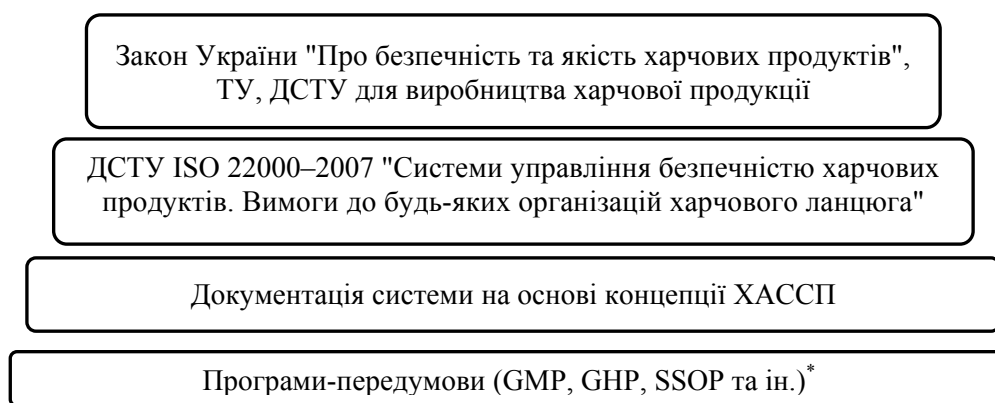 Закон України "Про безпечність та якість харчових продуктів",
ТУ, ДСТУ для виробництва харчової продукції
ДСТУ ISO 22000–2007 "Системи управління безпечністю харчових
продуктів. Вимоги до будь-яких організацій харчового ланцюга"
Документація системи на основі концепції ХАССП
Програми-передумови (GMP, GHP, SSOP та ін.)*